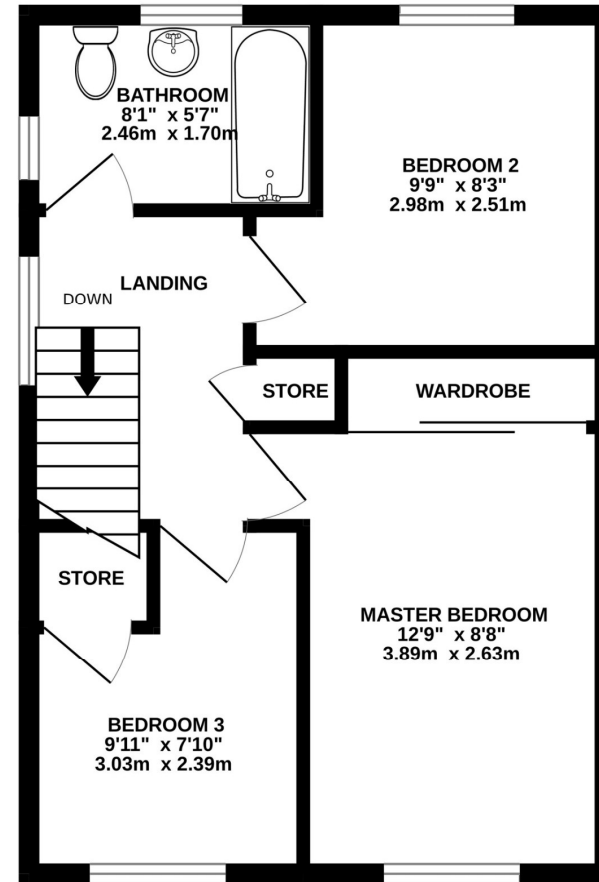 BATHROOM
8'1" x 5'7"
2.46m x 1.70m
BEDROOM 2
9'9" x 8'3"
2.98m x 2.51m
LANDING
DOWN
STORE
WARDROBE
STORE
MASTER BEDROOM
12'9" x 8'8"
3.89m x 2.63m
BEDROOM 3
9'11" x 7'10"
3.03m x 2.39m